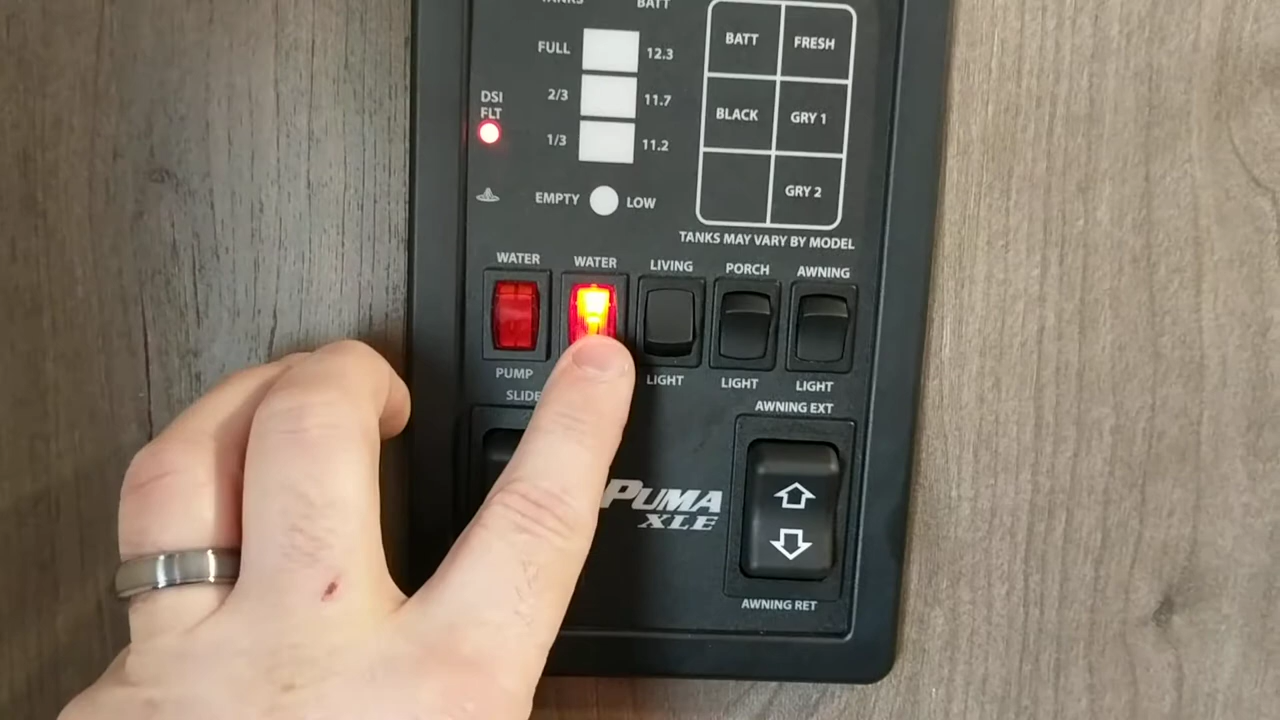 TANKS BATT
FULL 12.3
2/3 11.7
1/3 11.2
EMPTY LOW
DSI
FLT
BATT FRESH
BLACK GRY 1
GRY 2
TANKS MAY VARY BY MODEL
WATER WATER LIVING PORCH AWNING
PUMP LIGHT LIGHT LIGHT
SLIDE
AWNING EXT
PUMA
XLE
AWNING RET